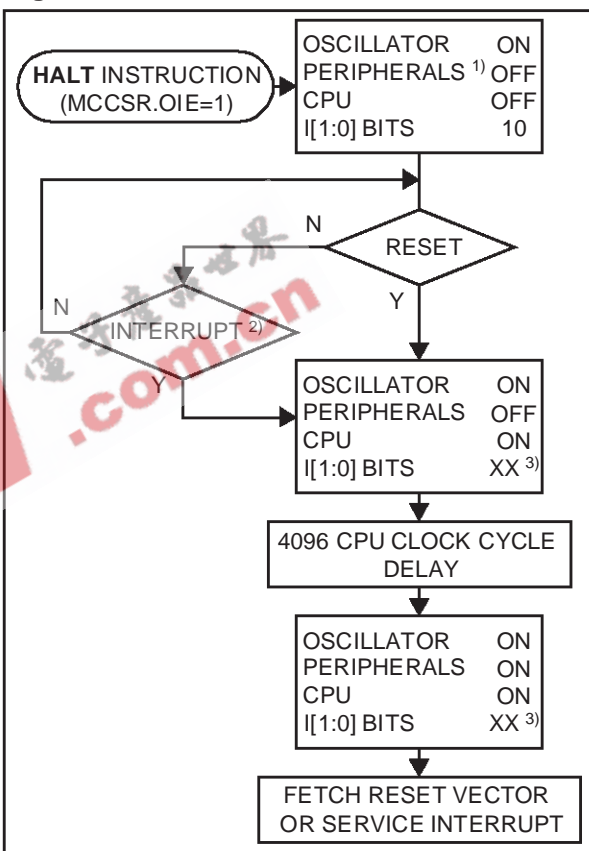 HALT INSTRUCTION
(MCCSR.OIE=1)
OSCILLATOR ON
PERIPHERALS 1) OFF
CPU OFF
I[1:0] BITS 10
N
RESET
Y
N
INTERRUPT 2)
Y
OSCILLATOR ON
PERIPHERALS OFF
CPU ON
I[1:0] BITS XX 3)
4096 CPU CLOCK CYCLE
DELAY
OSCILLATOR ON
PERIPHERALS ON
CPU ON
I[1:0] BITS XX 3)
FETCH RESET VECTOR
OR SERVICE INTERRUPT
.com.cn